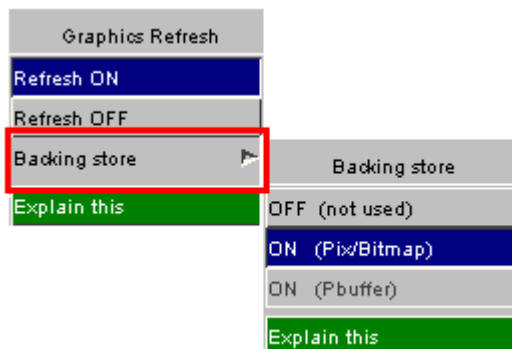 Graphics Refresh
Refresh ON
Refresh OFF
Backing store
Explain this
Backing store
OFF (not used)
ON (Pix/Bitmap)
ON (Pbuffer)
Explain this